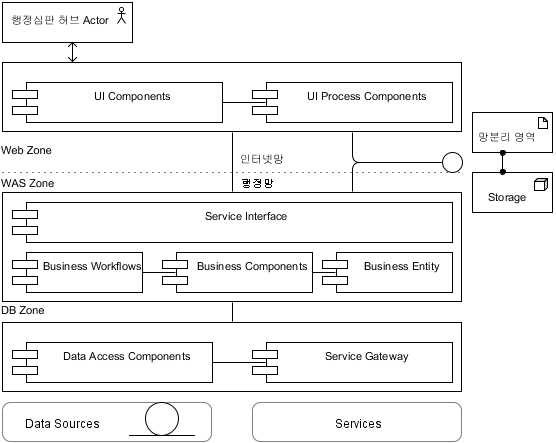 행정심판 허브 Actor
UI Components
UI Process Components
Web Zone
인터넷망
망분리 영역
WAS Zone
행정망
Storage
Service Interface
Business Workflows
Business Components
Business Entity
DB Zone
Data Access Components
Service Gateway
Data Sources
Services